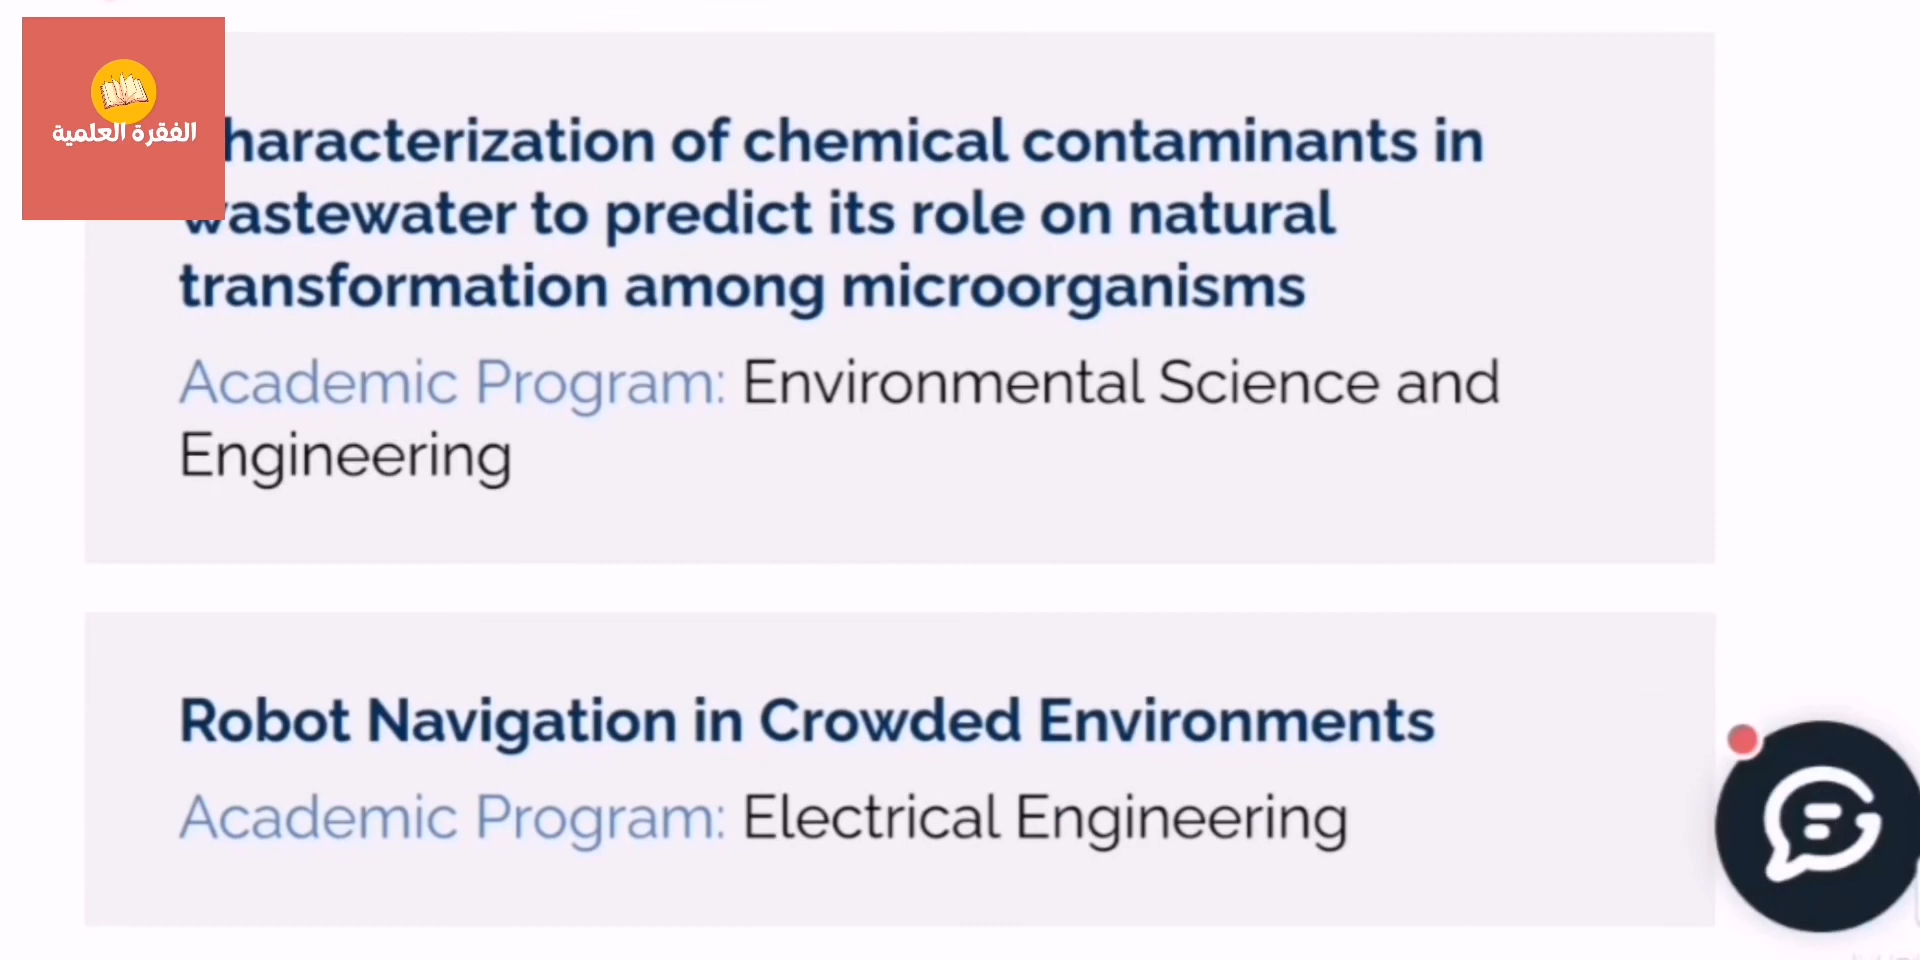 الفقرة العلمية
haracterization of chemical contaminants in
wastewater to predict its role on natural
transformation among microorganisms
Academic Program: Environmental Science and
Engineering
Robot Navigation in Crowded Environments
Academic Program: Electrical Engineering